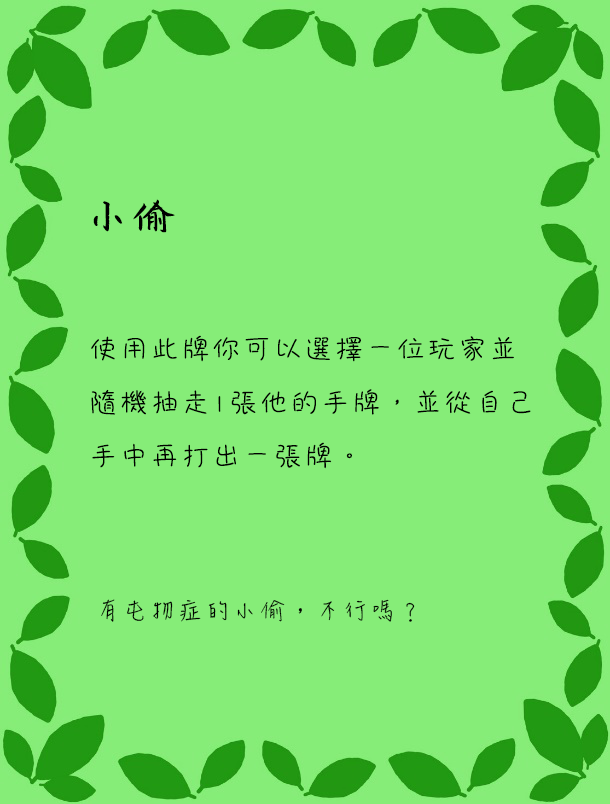 小偷
使用此牌你可以選擇一位玩家並
隨機抽走1張他的手牌，並從自己
手中再打出一張牌。
有屯物症的小偷，不行嗎？